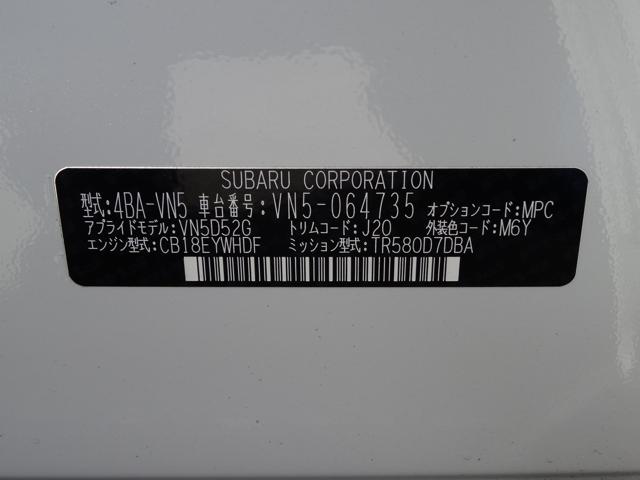 SUBARU CORPORATION
型式:4BA-VN5 車台番号:VN5-064735 オプションコード:MPC
アプライドモデル:VN5D52G トリムコード:J20 外装色コード:M6Y
エンジン型式:CB18EYWHDF ミッション型式:TR580D7DBA